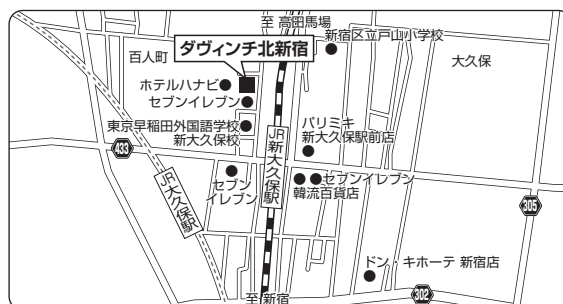 至 高田馬場
新宿区立戸山小学校
ダヴィンチ北新宿
百人町
大久保
ホテルハナビ
セブンイレブン
東京早稲田外国語学校
新大久保校
パリミキ
新大久保駅前店
433
JR新大久保駅
JR大久保駅
セブン
イレブン
セブンイレブン
韓流百貨店
305
ドン・キホーテ 新宿店
302
至 新宿